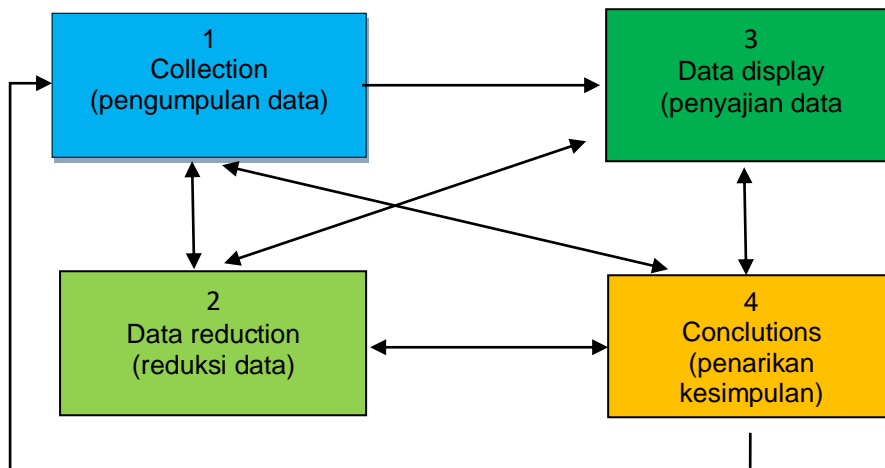 1
Collection
(pengumpulan data)
3
Data display
(penyajian data
2
Data reduction
(reduksi data)
4
Conclutions
(penarikan
kesimpulan)